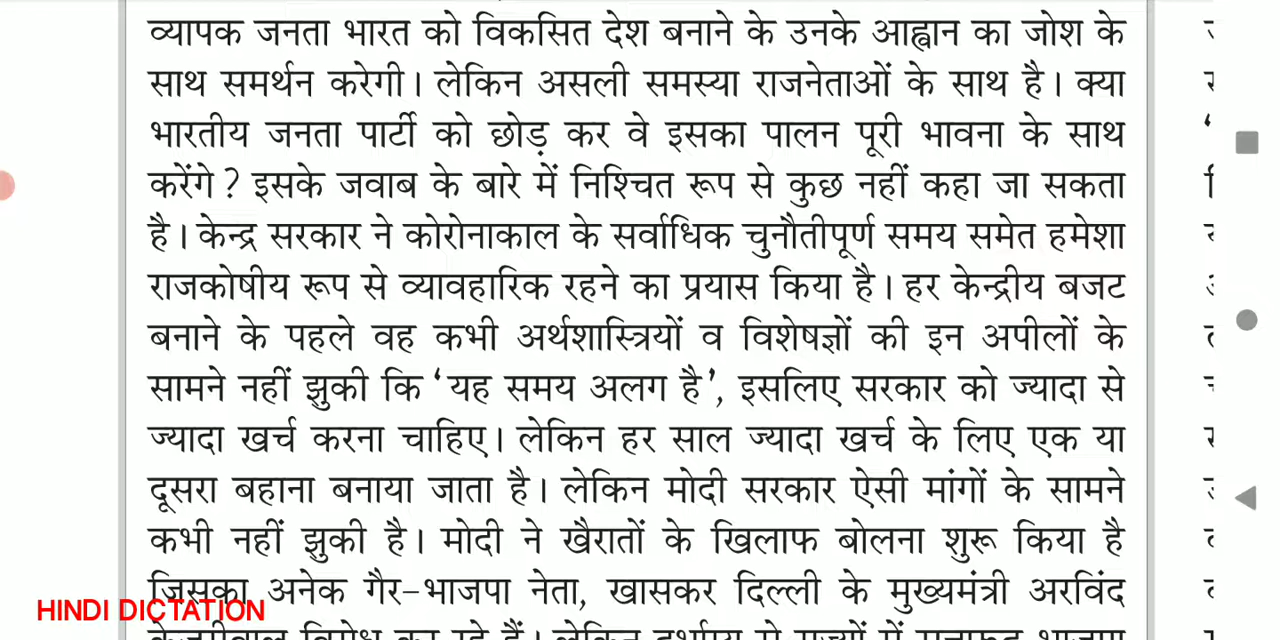 व्यापक जनता भारत को विकसित देश बनाने के उनके आह्वान का जोश के
साथ समर्थन करेगी। लेकिन असली समस्या राजनेताओं के साथ है। क्या
भारतीय जनता पार्टी को छोड़ कर वे इसका पालन पूरी भावना के साथ
करेंगे? इसके जवाब के बारे में निश्चित रूप से कुछ नहीं कहा जा सकता
है। केन्द्र सरकार ने कोरोनाकाल के सर्वाधिक चुनौतीपूर्ण समय समेत हमेशा
राजकोषीय रूप से व्यावहारिक रहने का प्रयास किया है। हर केन्द्रीय बजट
बनाने के पहले वह कभी अर्थशास्त्रियों व विशेषज्ञों की इन अपीलों के
सामने नहीं झुकी कि ‘यह समय अलग है’, इसलिए सरकार को ज्यादा से
ज्यादा खर्च करना चाहिए। लेकिन हर साल ज्यादा खर्च के लिए एक या
दूसरा बहाना बनाया जाता है। लेकिन मोदी सरकार ऐसी मांगों के सामने
कभी नहीं झुकी है। मोदी ने खैरातों के खिलाफ बोलना शुरू किया है
जिसका अनेक गैर-भाजपा नेता, खासकर दिल्ली के मुख्यमंत्री अरविंद
HINDI DICTATION